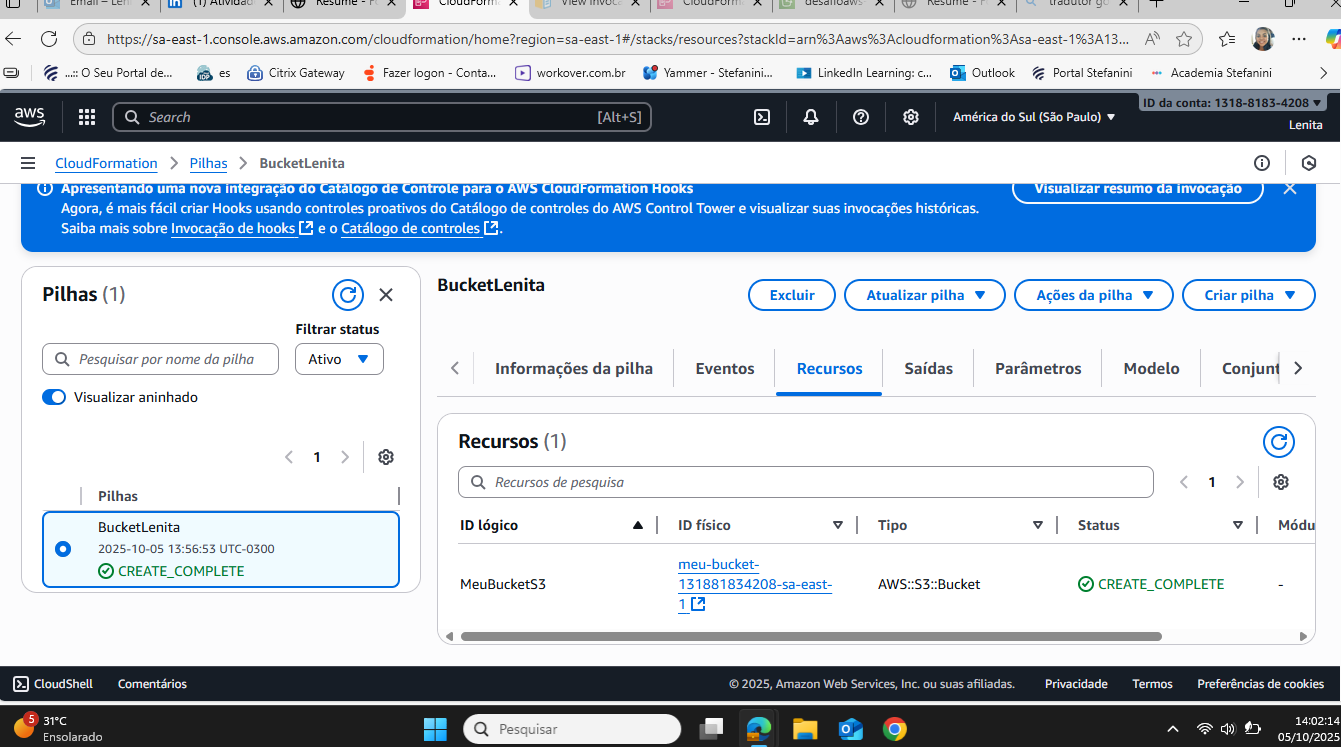 Email – Leni
(1) Atividad
Resume - F
CloudForm
View Invoca
CloudForm
desafioaws-
Resume - F
tradutor go
https://sa-east-1.console.aws.amazon.com/cloudformation/home?region=sa-east-1#/stacks/resources?stackId=arn%3Aaws%3Acloudformation%3Asa-east-1%3A13...
...:: O Seu Portal de...
es
Citrix Gateway
Fazer logon - Conta...
workover.com.br
Yammer - Stefanini...
LinkedIn Learning: c...
Outlook
Portal Stefanini
Academia Stefanini
aws
Search
[Alt+S]
América do Sul (São Paulo)
ID da conta: 1318-8183-4208
Lenita
CloudFormation
Pilhas
BucketLenita
Apresentando uma nova integração do Catálogo de Controle para o AWS CloudFormation Hooks
Agora, é mais fácil criar Hooks usando controles proativos do Catálogo de controles do AWS Control Tower e visualizar suas invocações históricas.
Saiba mais sobre Invocação de hooks e o Catálogo de controles.
Visualizar resumo da invocação
Pilhas (1)
Filtrar status
Pesquisar por nome da pilha
Ativo
Visualizar aninhado
1
Pilhas
BucketLenita
2025-10-05 13:56:53 UTC-0300
CREATE_COMPLETE
BucketLenita
Excluir
Atualizar pilha
Ações da pilha
Criar pilha
Informações da pilha
Eventos
Recursos
Saídas
Parâmetros
Modelo
Conjunt
Recursos (1)
Recursos de pesquisa
1
ID lógico
ID físico
Tipo
Status
Módu
MeuBucketS3
meu-bucket-
131881834208-sa-east-
1
AWS::S3::Bucket
CREATE_COMPLETE
-
CloudShell
Comentários
© 2025, Amazon Web Services, Inc. ou suas afiliadas.
Privacidade
Termos
Preferências de cookies
5
31°C
Ensolarado
Pesquisar
14:02:14
05/10/2025